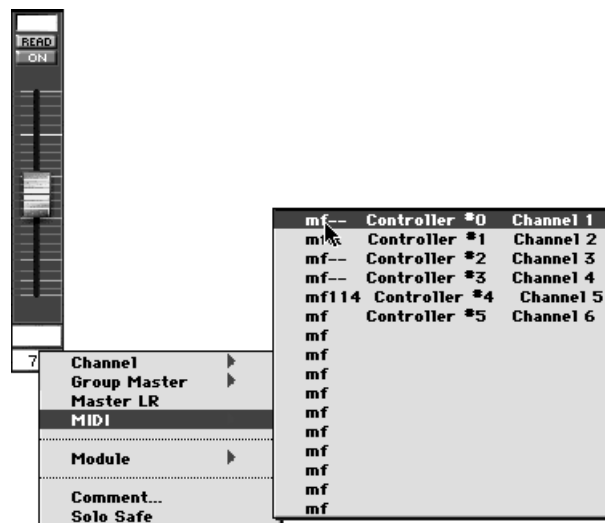 READ
ON
7
Channel
Group Master
Master LR
MIDI
Module
Comment...
Solo Safe
mf-- Controller #0 Channel 1
Controller #1 Channel 2
mf-- Controller #2 Channel 3
mf-- Controller #3 Channel 4
mf114 Controller #4 Channel 5
mf Controller #5 Channel 6
mf
mf
mf
mf
mf
mf
mf
mf
mf
mf